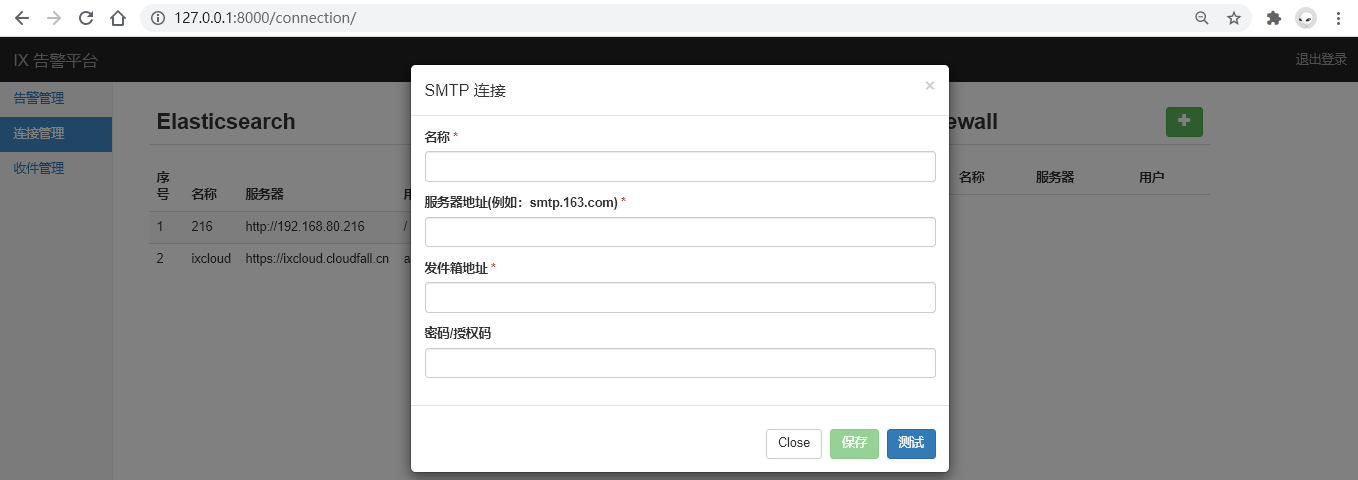 127.0.0.1:8000/connection/
IX 告警平台
退出登录
告警管理
连接管理
收件管理
Elasticsearch
序号 名称 服务器
1 216 http://192.168.80.216 /
2 ixcloud https://ixcloud.cloudfall.cn a
SMTP 连接 ×
名称 *
服务器地址(例如：smtp.163.com) *
发件箱地址 *
密码/授权码
Close 保存 测试
ewall
名称 服务器 用户